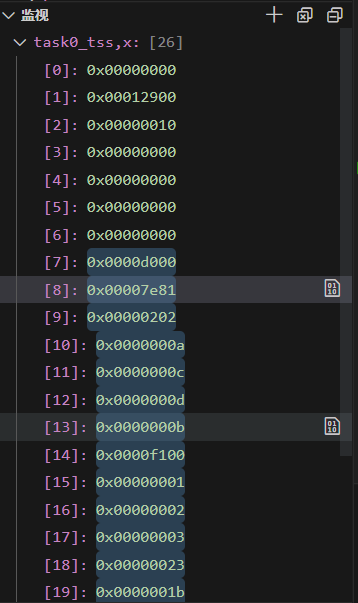 监视
task0_tss,x: [26]
[0]: 0x00000000
[1]: 0x00012900
[2]: 0x00000010
[3]: 0x00000000
[4]: 0x00000000
[5]: 0x00000000
[6]: 0x00000000
[7]: 0x0000d000
[8]: 0x00007e81
[9]: 0x00000202
[10]: 0x0000000a
[11]: 0x0000000c
[12]: 0x0000000d
[13]: 0x0000000b
[14]: 0x0000f100
[15]: 0x00000001
[16]: 0x00000002
[17]: 0x00000003
[18]: 0x00000023
[19]: 0x0000001b